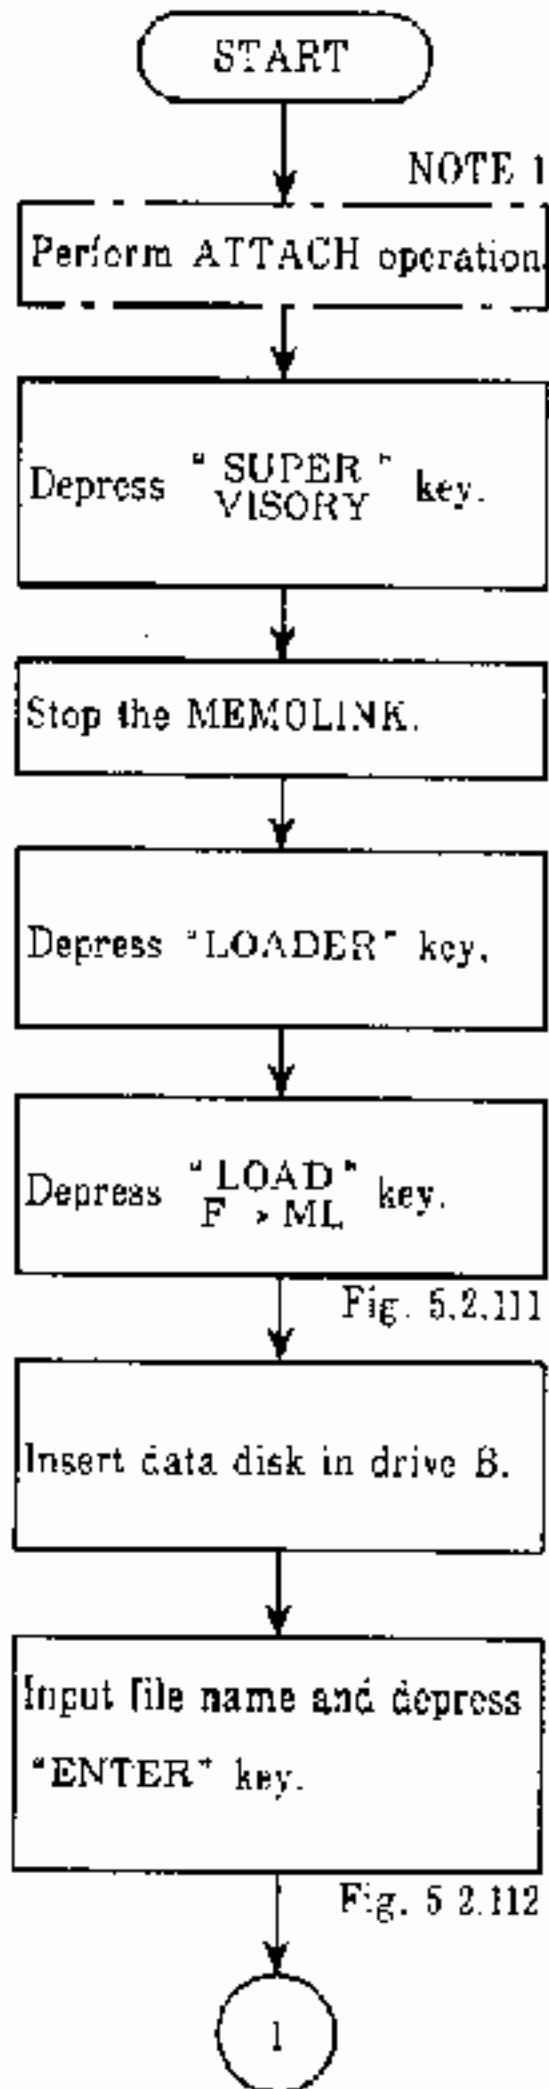 START
NOTE 1
Perform ATTACH operation.
Depress "SUPER VISORY" key.
Stop the MEMOLINK.
Depress "LOADER" key.
Depress "LOAD F > ML" key.
Fig. 5.2.111
Insert data disk in drive B.
Input file name and depress
"ENTER" key.
Fig. 5 2.112
1